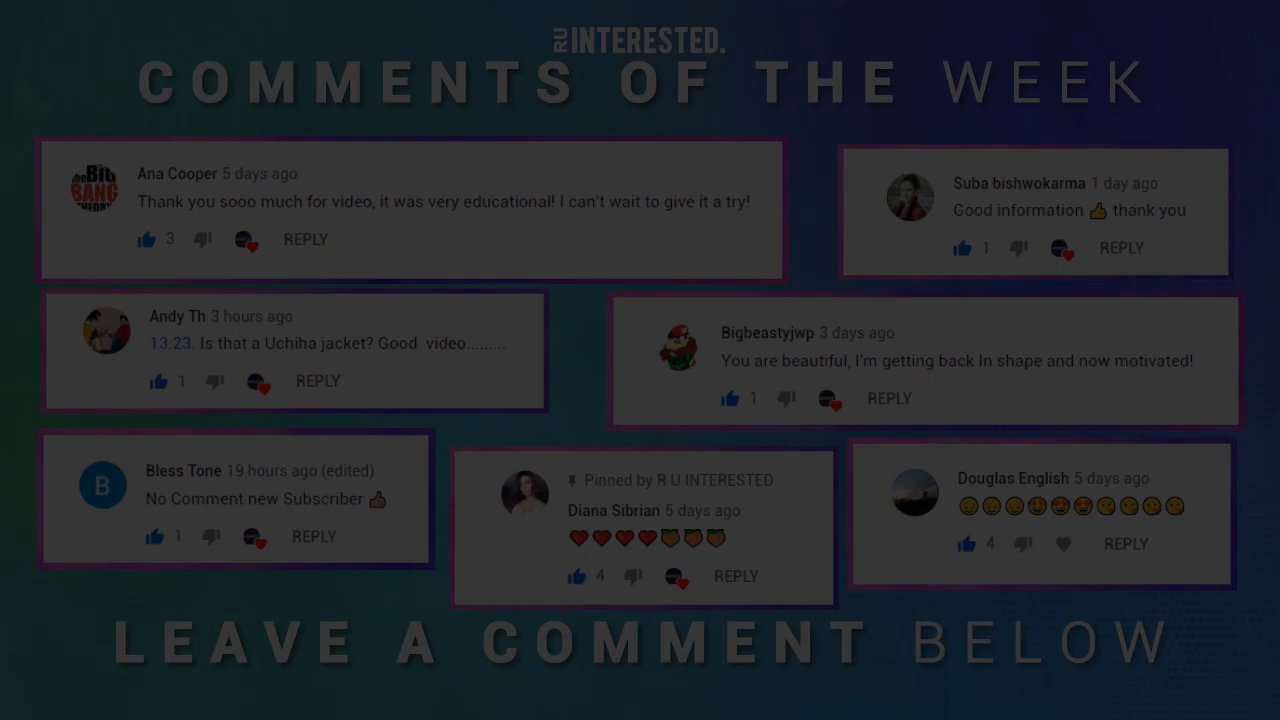 RU INTERESTED.
COMMENTS OF THE WEEK
the BIG
BANG
THEORY
Ana Cooper 5 days ago
Thank you sooo much for video, it was very educational! I can't wait to give it a try!
3 REPLY
Suba bishwokarma 1 day ago
Good information 👍 thank you
1 REPLY
Andy Th 3 hours ago
13:23. Is that a Uchiha jacket? Good  video.........
1 REPLY
Bigbeastyjwp 3 days ago
You are beautiful, I'm getting back In shape and now motivated!
1 REPLY
B
Bless Tone 19 hours ago (edited)
No Comment new Subscriber 👍
1 REPLY
Pinned by R U INTERESTED
Diana Sibrian 5 days ago
❤❤❤❤🍑🍑🍑
4 REPLY
Douglas English 5 days ago
4 REPLY
LEAVE A COMMENT BELOW